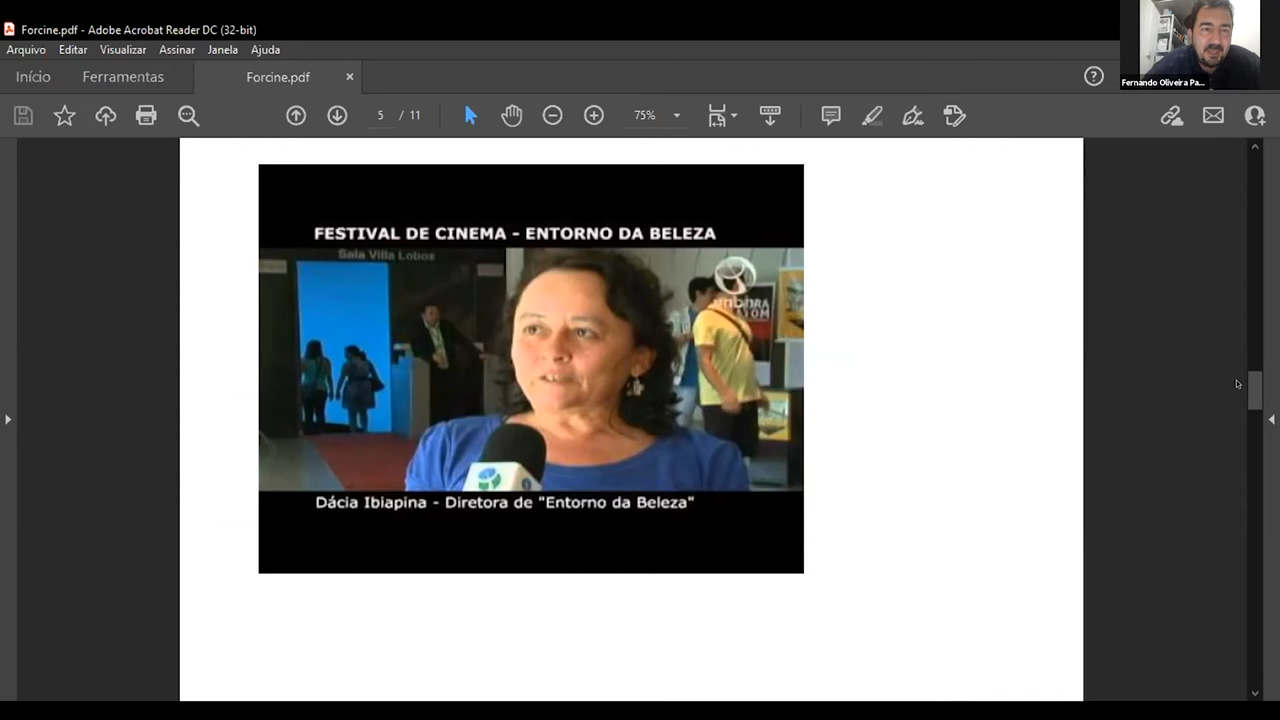 Forcine.pdf - Adobe Acrobat Reader DC (32-bit)
Arquivo Editar Visualizar Assinar Janela Ajuda
Início Ferramentas Forcine.pdf
5 / 11 75%
Fernando Oliveira Pa...
FESTIVAL DE CINEMA - ENTORNO DA BELEZA
Sala Villa Lobos
Dácia Ibiapina - Diretora de "Entorno da Beleza"